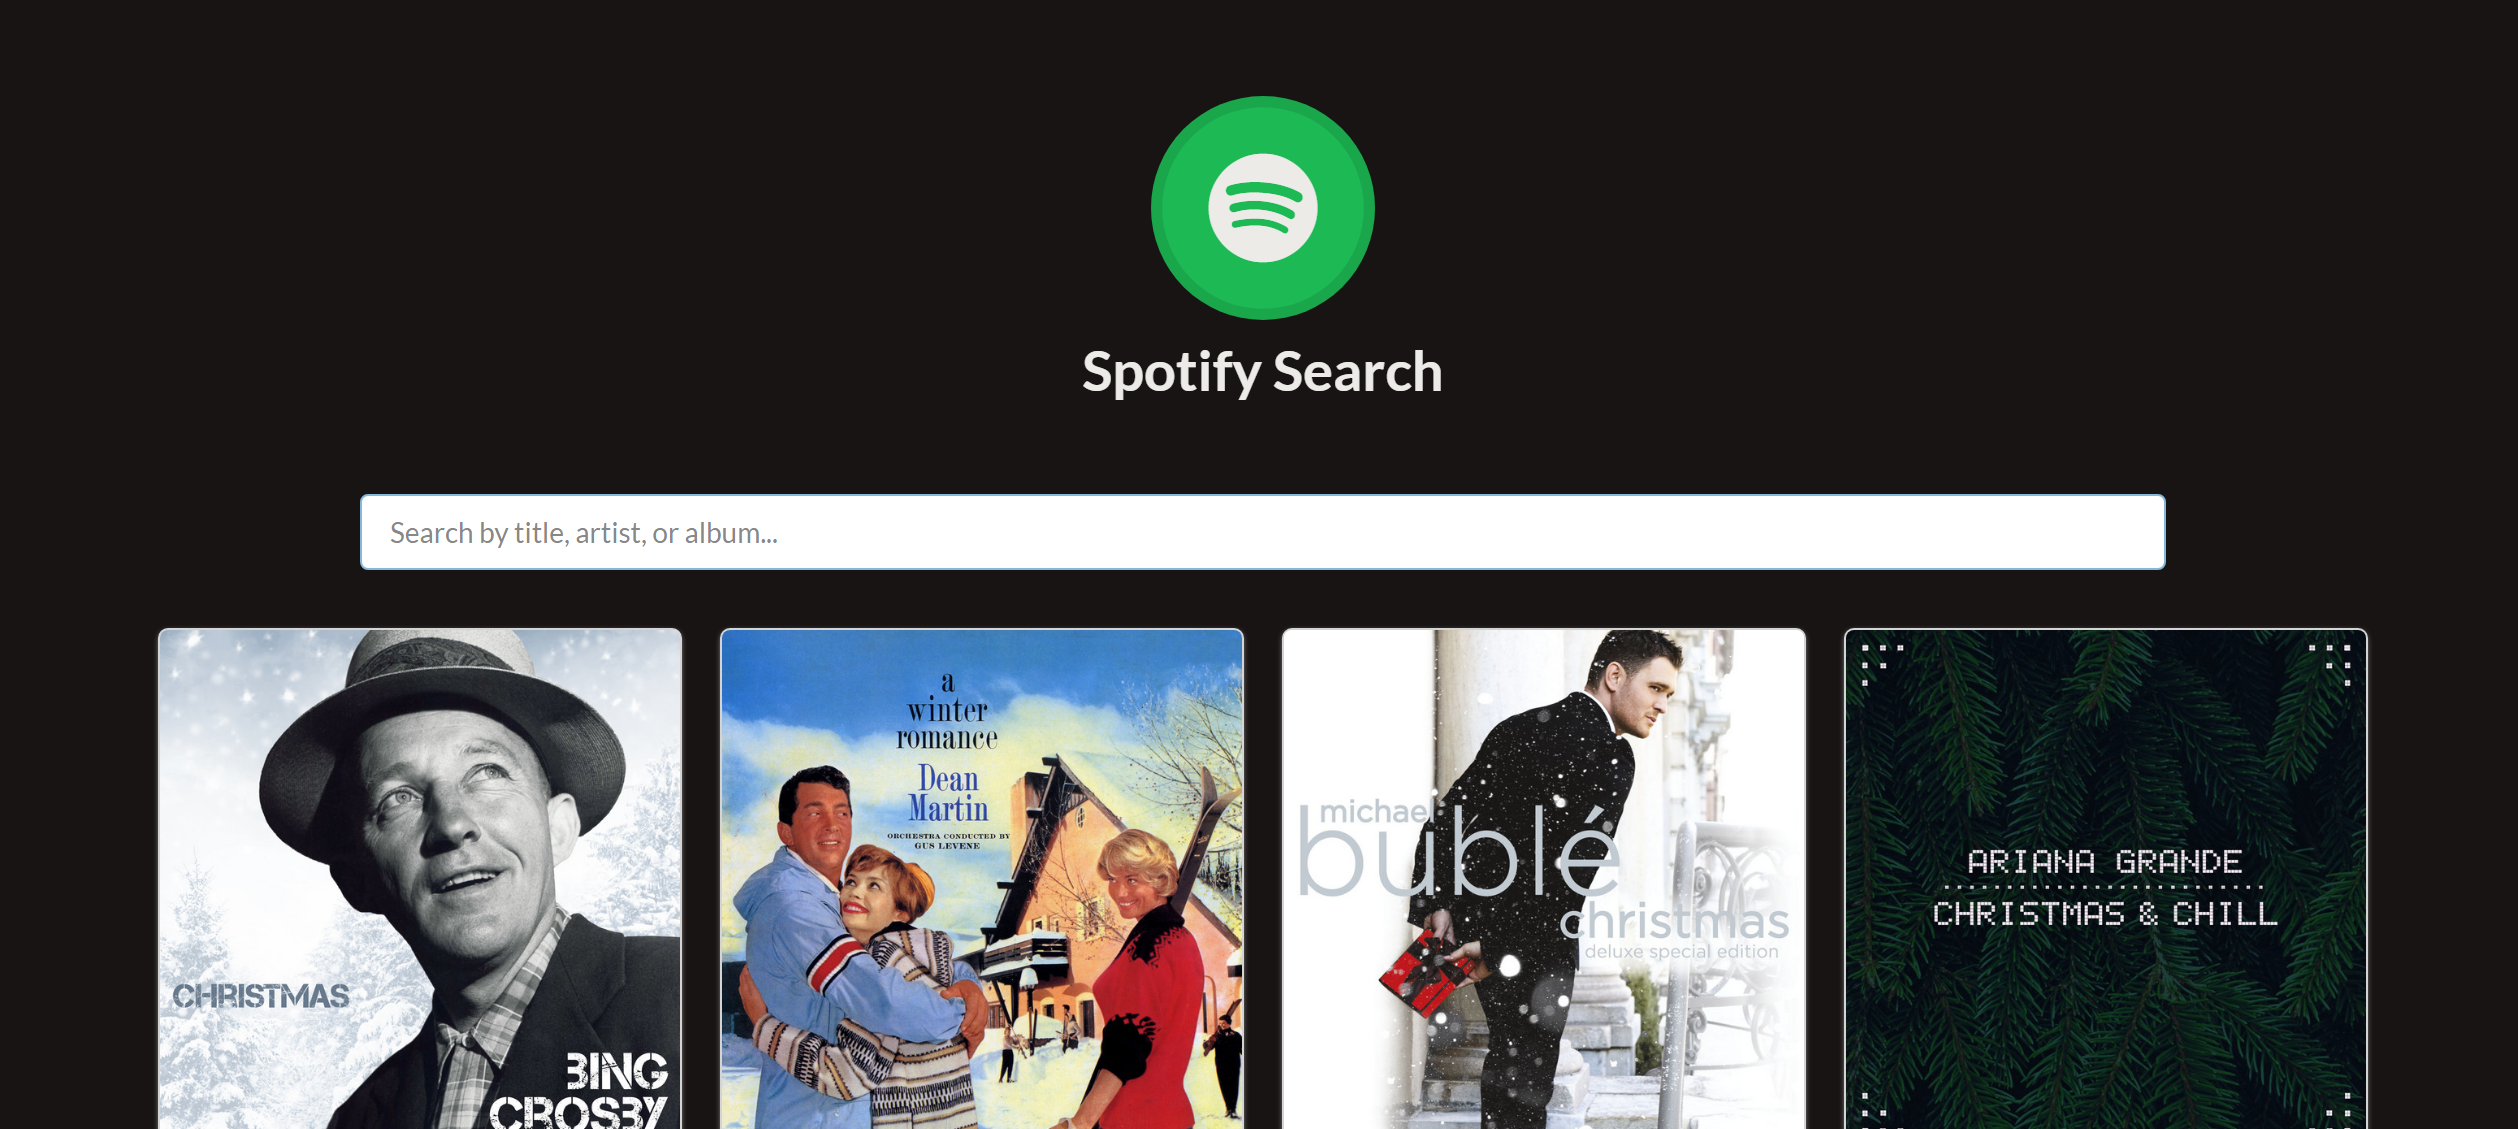 Spotify Search
Search by title, artist, or album...
CHRISTMAS
BING
CROSBY
a
winter
romance
Dean
Martin
ORCHESTRA CONDUCTED BY
GUS LEVENE
michael
bublé
christmas
deluxe special edition
ARIANA GRANDE
CHRISTMAS & CHILL